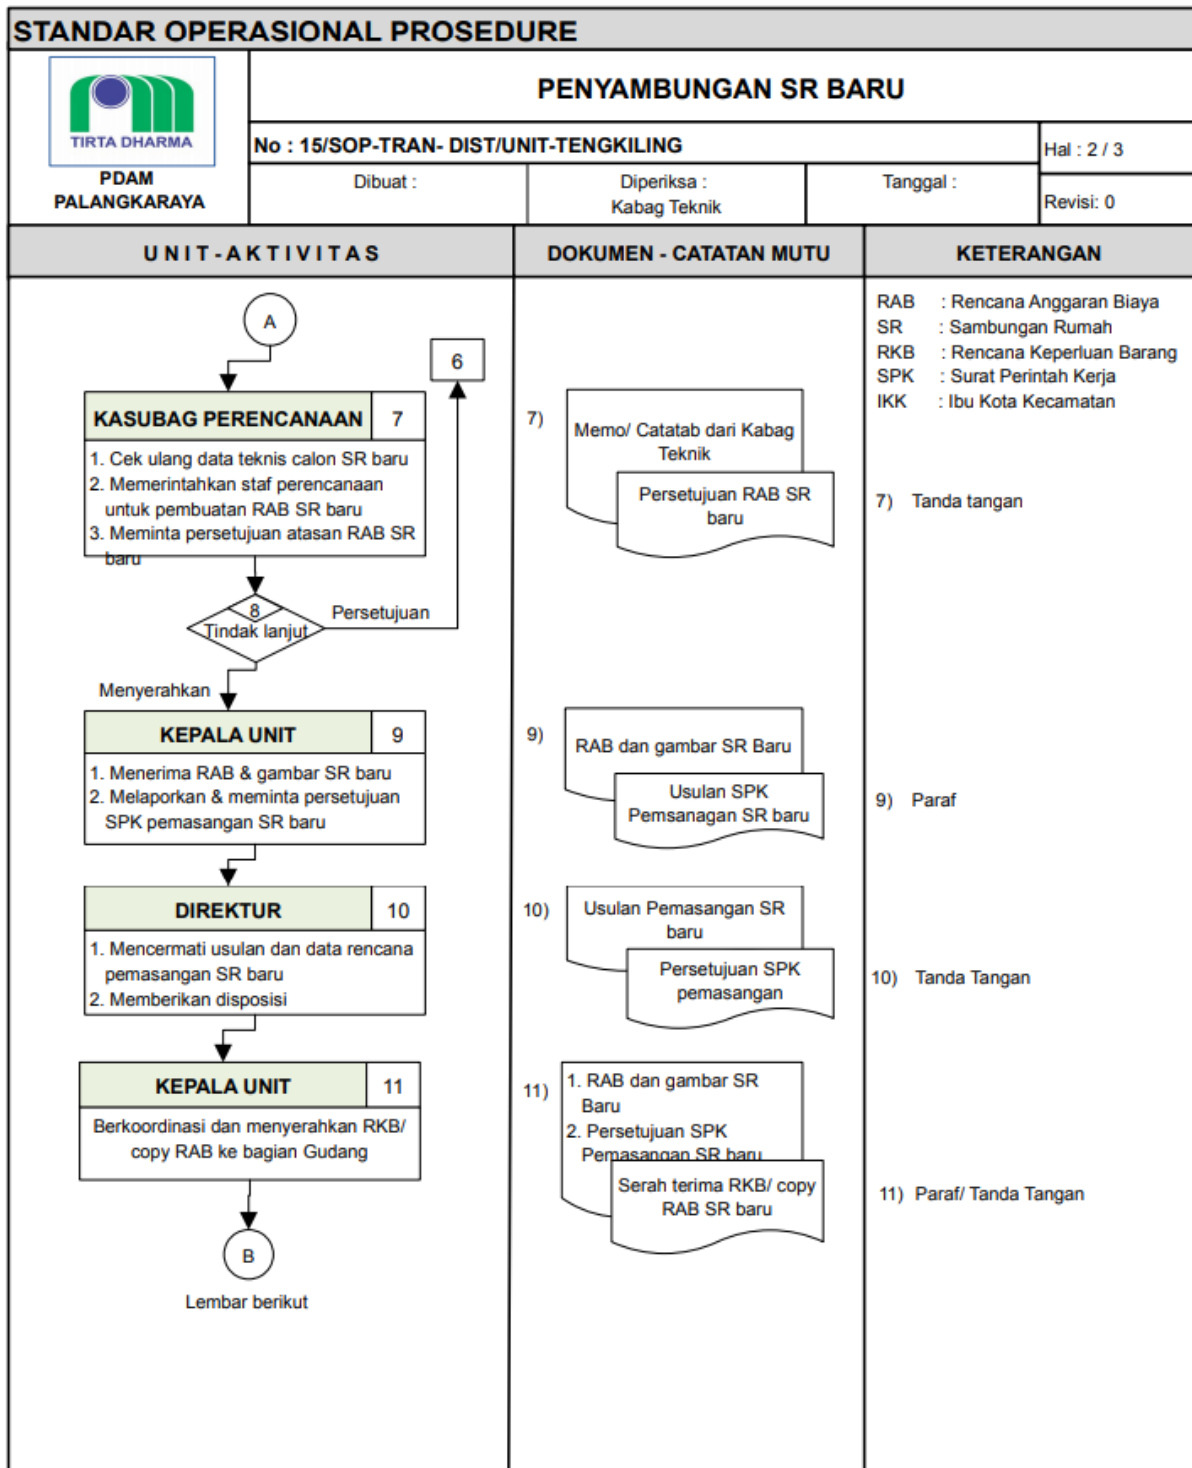 STANDAR OPERASIONAL PROSEDURE
TIRTA DHARMA
PDAM
PALANGKARAYA
PENYAMBUNGAN SR BARU
No : 15/SOP-TRAN- DIST/UNIT-TENGKILING
Hal : 2 / 3
Dibuat :
Diperiksa :
Kabag Teknik
Tanggal :
Revisi: 0
U N I T - A K T I V I T A S
DOKUMEN - CATATAN MUTU
KETERANGAN
A
6
KASUBAG PERENCANAAN
7
1. Cek ulang data teknis calon SR baru
2. Memerintahkan staf perencanaan
untuk pembuatan RAB SR baru
3. Meminta persetujuan atasan RAB SR
baru
8
Tindak lanjut
Persetujuan
Menyerahkan
KEPALA UNIT
9
1. Menerima RAB & gambar SR baru
2. Melaporkan & meminta persetujuan
SPK pemasangan SR baru
DIREKTUR
10
1. Mencermati usulan dan data rencana
pemasangan SR baru
2. Memberikan disposisi
KEPALA UNIT
11
Berkoordinasi dan menyerahkan RKB/
copy RAB ke bagian Gudang
B
Lembar berikut
7)
Memo/ Catatab dari Kabag
Teknik
Persetujuan RAB SR
baru
9)
RAB dan gambar SR Baru
Usulan SPK
Pemsanagan SR baru
10)
Usulan Pemasangan SR
baru
Persetujuan SPK
pemasangan
11)
1. RAB dan gambar SR
Baru
2. Persetujuan SPK
Pemasangan SR baru
Serah terima RKB/ copy
RAB SR baru
RAB : Rencana Anggaran Biaya
SR : Sambungan Rumah
RKB : Rencana Keperluan Barang
SPK : Surat Perintah Kerja
IKK : Ibu Kota Kecamatan
7) Tanda tangan
9) Paraf
10) Tanda Tangan
11) Paraf/ Tanda Tangan